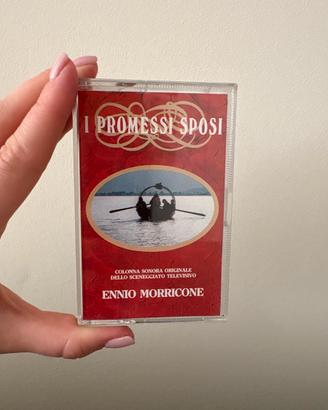 I PROMESSI SPOSI
COLONNA SONORA ORIGINALE
DELLO SCENEGGIATO TELEVISIVO
ENNIO MORRICONE